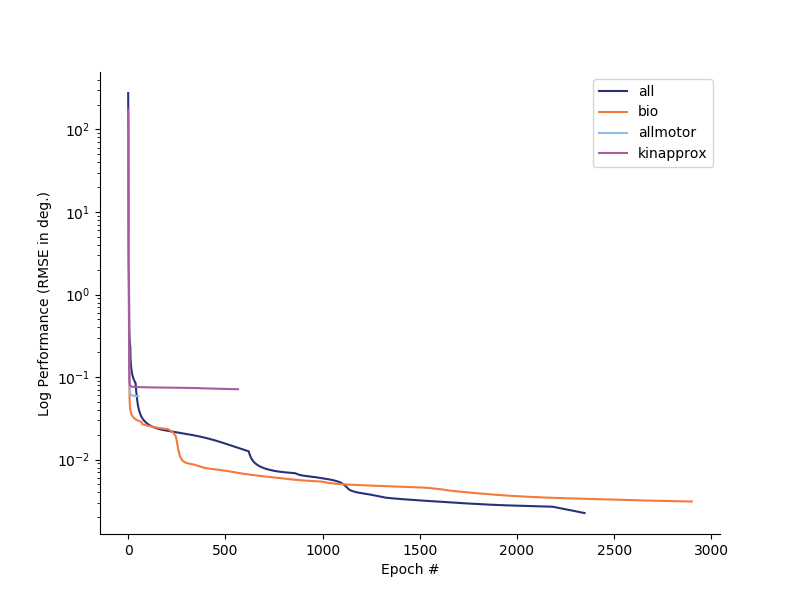 all
bio
allmotor
kinapprox
Log Performance (RMSE in deg.)
10²
10¹
10⁰
10⁻¹
10⁻²
0 500 1000 1500 2000 2500 3000
Epoch #